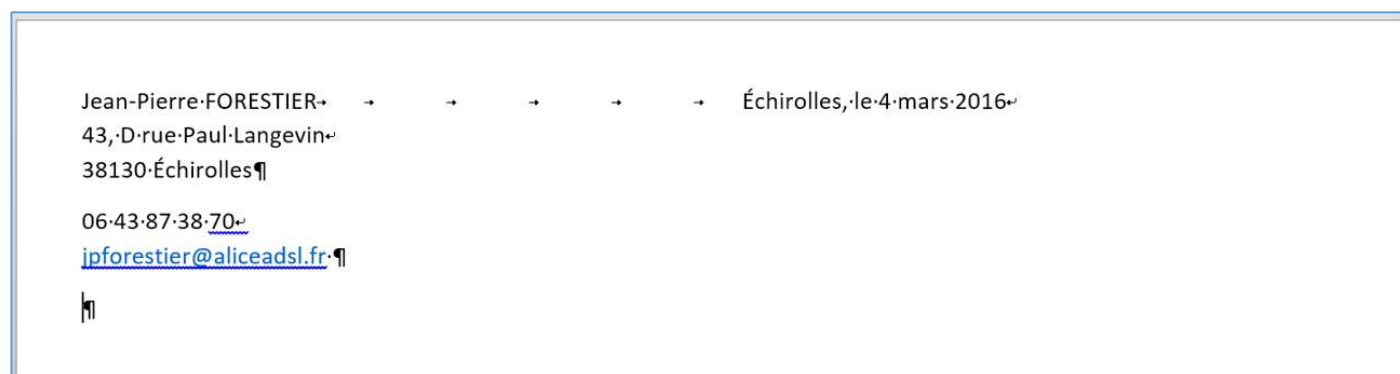 Jean-Pierre·FORESTIER→ → → → → → Échirolles,·le·4·mars·2016↵
43,·D·rue·Paul·Langevin↵
38130·Échirolles¶
06·43·87·38·70↵
jpforestier@aliceadsl.fr·¶
¶